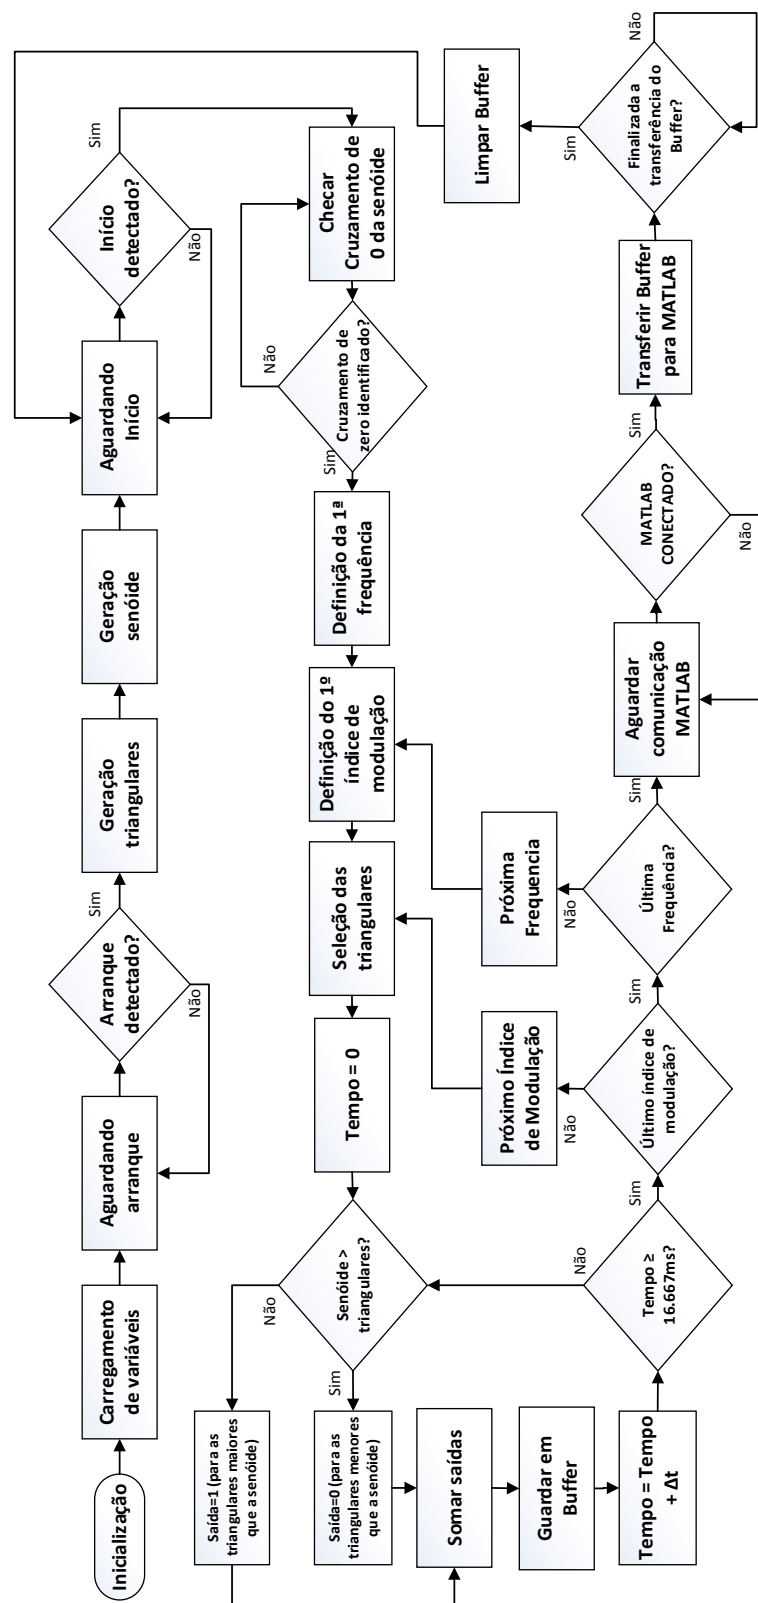 Inicialização
Carregamento
de variáveis
Aguardando
arranque
Arranque
detectado?
Sim
Não
Geração
triangulares
Geração
senóide
Aguardando
Início
Início
detectado?
Sim
Não
Checar
Cruzamento de
0 da senóide
Cruzamento de
zero identificado?
Não
Sim
Definição da 1ª
frequência
Definição do 1º
índice de
modulação
Seleção das
triangulares
Tempo = 0
Senóide >
triangulares?
Não
Sim
Saída=1 (para as
triangulares maiores
que a senóide)
Saída=0 (para as
triangulares menores
que a senóide)
Somar saídas
Guardar em
Buffer
Tempo = Tempo
+ Δt
Tempo ≥
16.667ms?
Não
Sim
Último índice de
modulação?
Não
Sim
Próximo Índice
de Modulação
Última
Frequência?
Não
Sim
Próxima
Frequencia
Aguardar
comunicação
MATLAB
MATLAB
CONECTADO?
Sim
Não
Transferir Buffer
para MATLAB
Finalizada a
transferência do
Buffer?
Não
Sim
Limpar Buffer